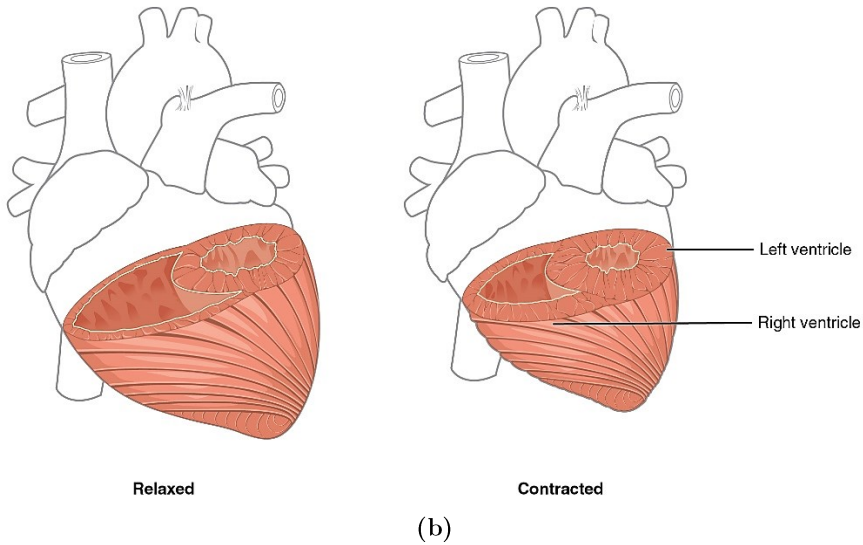 Left ventricle
Right ventricle
Relaxed
Contracted
(b)